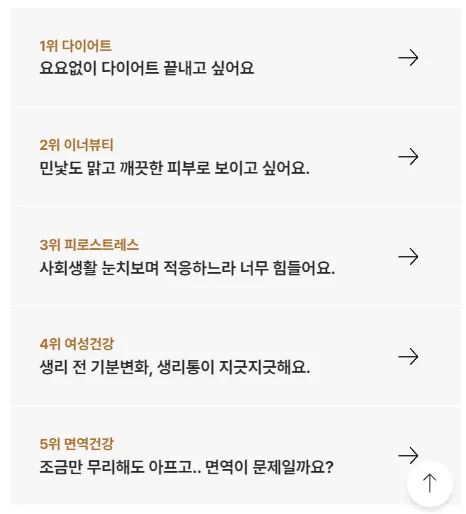 1위 다이어트
요요없이 다이어트 끝내고 싶어요
2위 이너뷰티
민낯도 맑고 깨끗한 피부로 보이고 싶어요.
3위 피로스트레스
사회생활 눈치보며 적응하느라 너무 힘들어요.
4위 여성건강
생리 전 기분변화, 생리통이 지긋지긋해요.
5위 면역건강
조금만 무리해도 아프고.. 면역이 문제일까요?